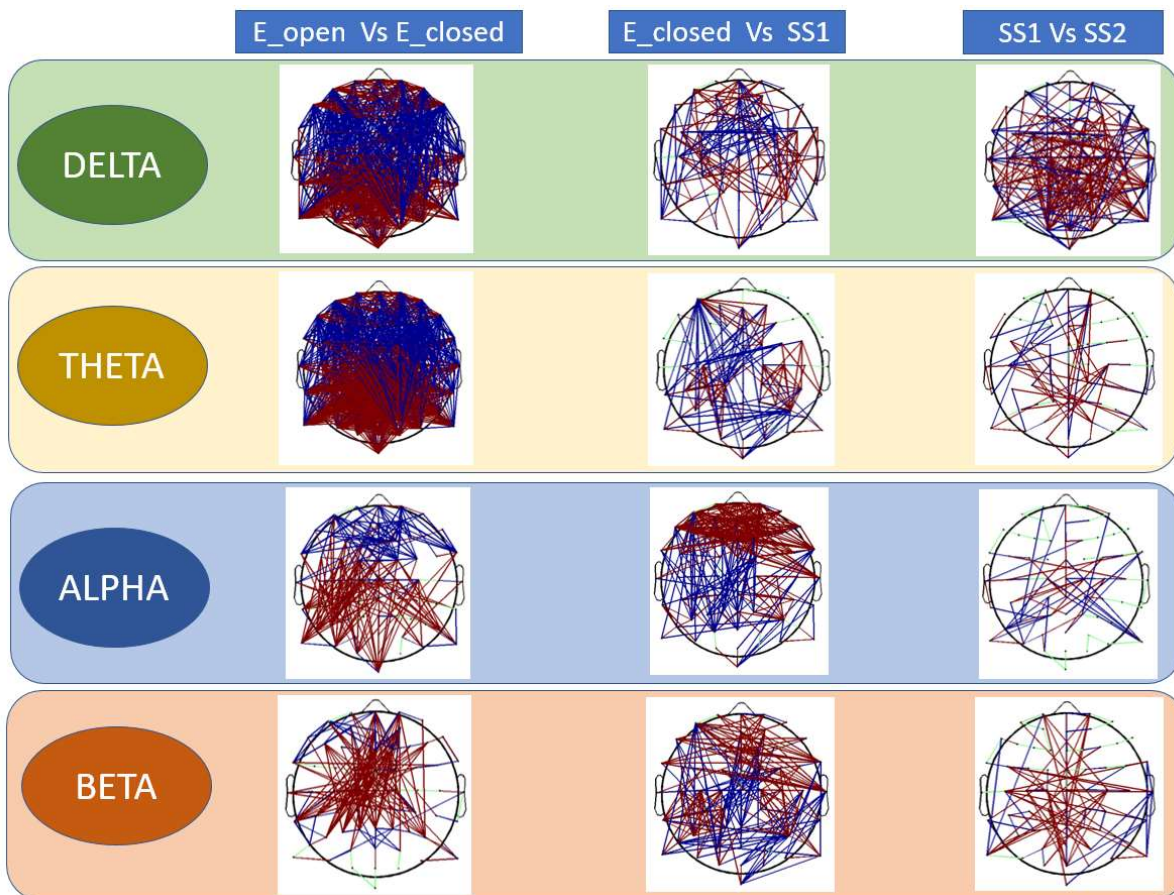 E_open Vs E_closed
E_closed Vs SS1
SS1 Vs SS2
DELTA
THETA
ALPHA
BETA